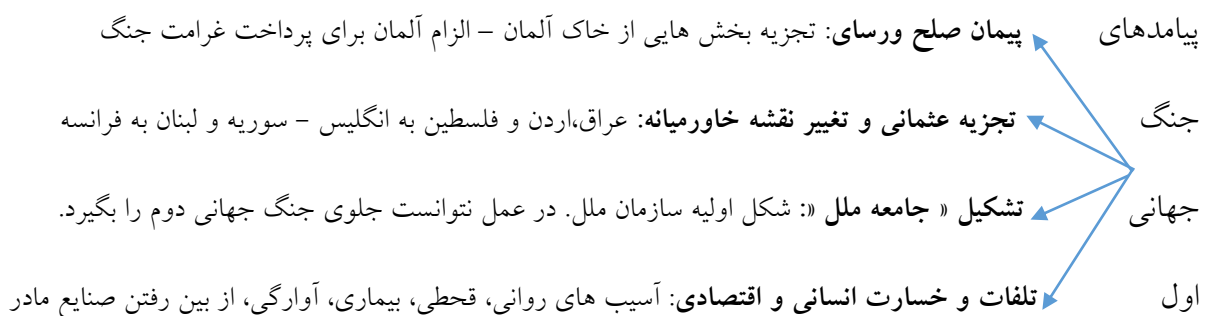 پیامدهای پیمان صلح ورسای: تجزیه بخش هایی از خاک آلمان – الزام آلمان برای پرداخت غرامت جنگ
جنگ تجزیه عثمانی و تغییر نقشه خاورمیانه: عراق،اردن و فلسطین به انگلیس – سوریه و لبنان به فرانسه
جهانی تشکیل « جامعه ملل «: شکل اولیه سازمان ملل. در عمل نتوانست جلوی جنگ جهانی دوم را بگیرد.
اول تلفات و خسارت انسانی و اقتصادی: آسیب های روانی، قحطی، بیماری، آوارگی، از بین رفتن صنایع مادر